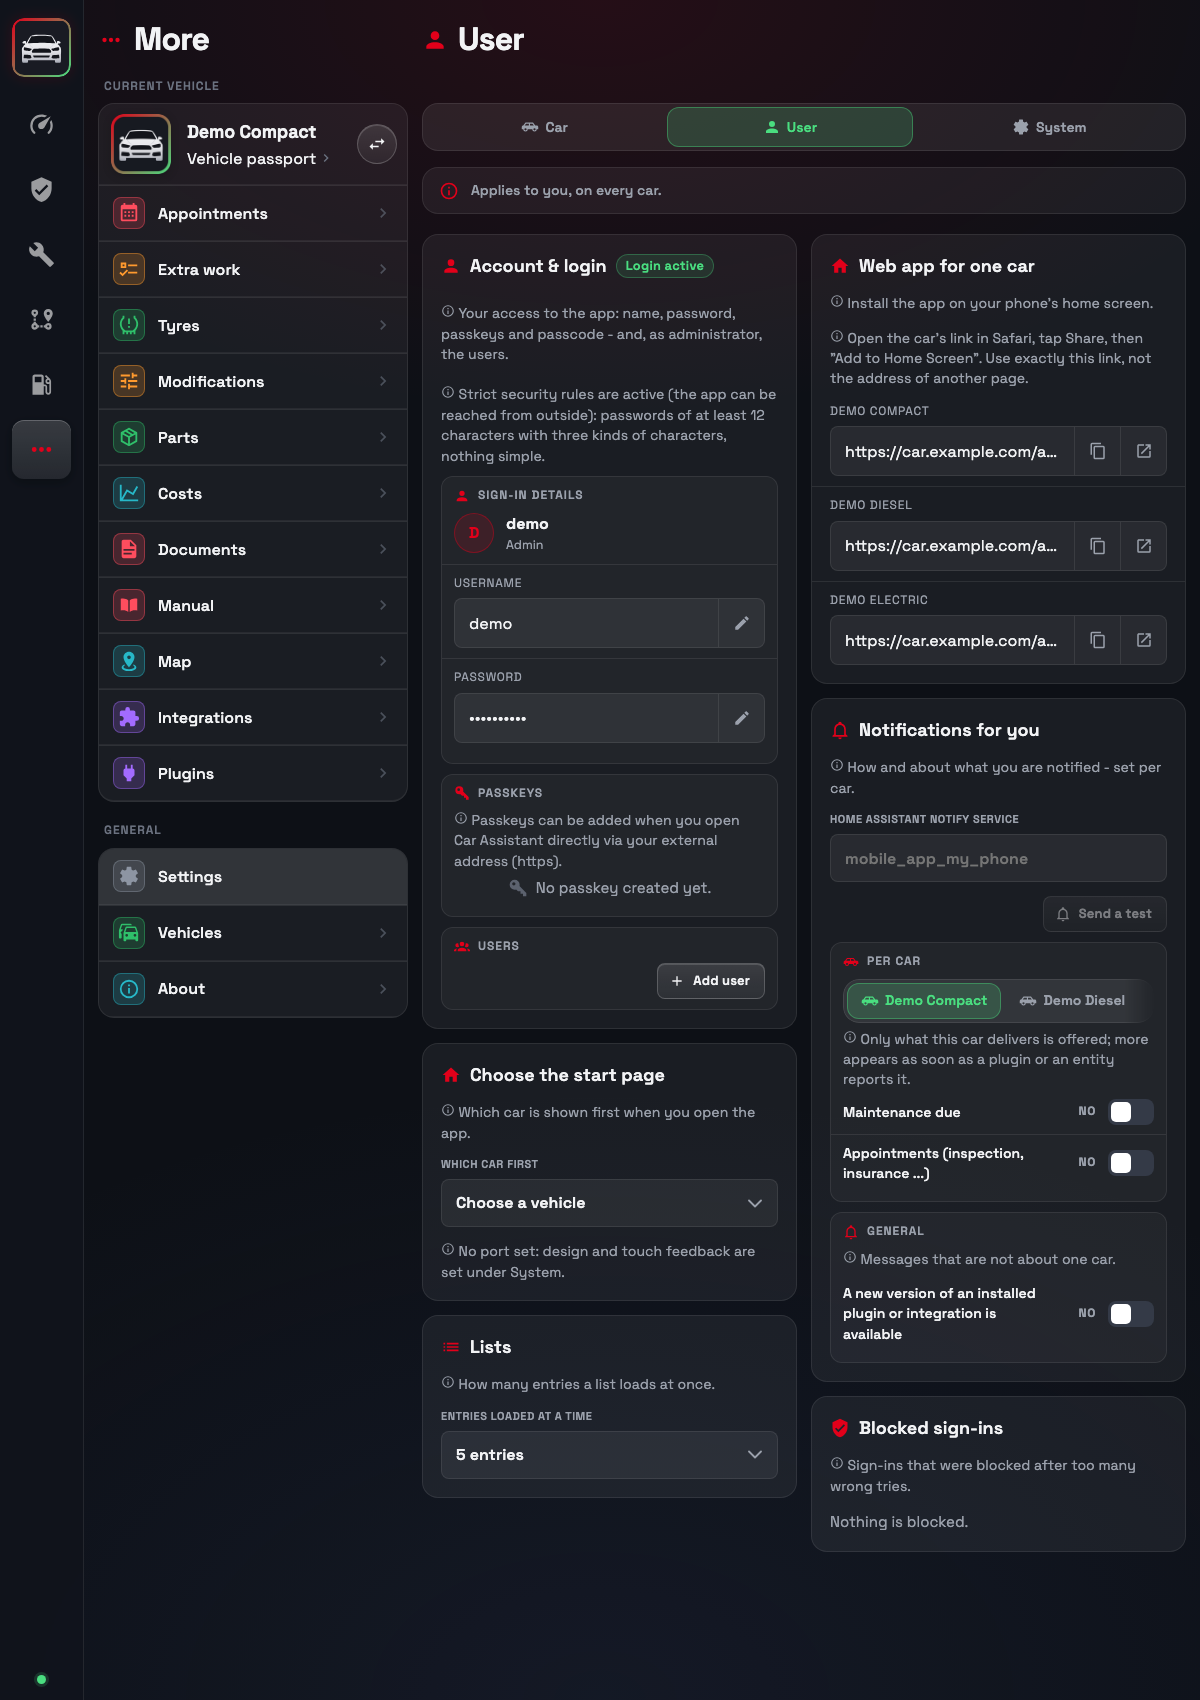 More
CURRENT VEHICLE
Demo Compact
Vehicle passport
Appointments
Extra work
Tyres
Modifications
Parts
Costs
Documents
Manual
Map
Integrations
Plugins
GENERAL
Settings
Vehicles
About
User
Car
User
System
Applies to you, on every car.
Account & login
Login active
Your access to the app: name, password,
passkeys and passcode - and, as administrator,
the users.
Strict security rules are active (the app can be
reached from outside): passwords of at least 12
characters with three kinds of characters,
nothing simple.
SIGN-IN DETAILS
D
demo
Admin
USERNAME
demo
PASSWORD
••••••••••
PASSKEYS
Passkeys can be added when you open
Car Assistant directly via your external
address (https).
No passkey created yet.
USERS
Add user
Choose the start page
Which car is shown first when you open the
app.
WHICH CAR FIRST
Choose a vehicle
No port set: design and touch feedback are
set under System.
Lists
How many entries a list loads at once.
ENTRIES LOADED AT A TIME
5 entries
Web app for one car
Install the app on your phone's home screen.
Open the car's link in Safari, tap Share, then
"Add to Home Screen". Use exactly this link, not
the address of another page.
DEMO COMPACT
https://car.example.com/a...
DEMO DIESEL
https://car.example.com/a...
DEMO ELECTRIC
https://car.example.com/a...
Notifications for you
How and about what you are notified - set per
car.
HOME ASSISTANT NOTIFY SERVICE
mobile_app_my_phone
Send a test
PER CAR
Demo Compact
Demo Diesel
Only what this car delivers is offered; more
appears as soon as a plugin or an entity
reports it.
Maintenance due
NO
Appointments (inspection,
insurance ...)
NO
GENERAL
Messages that are not about one car.
A new version of an installed
plugin or integration is
available
NO
Blocked sign-ins
Sign-ins that were blocked after too many
wrong tries.
Nothing is blocked.